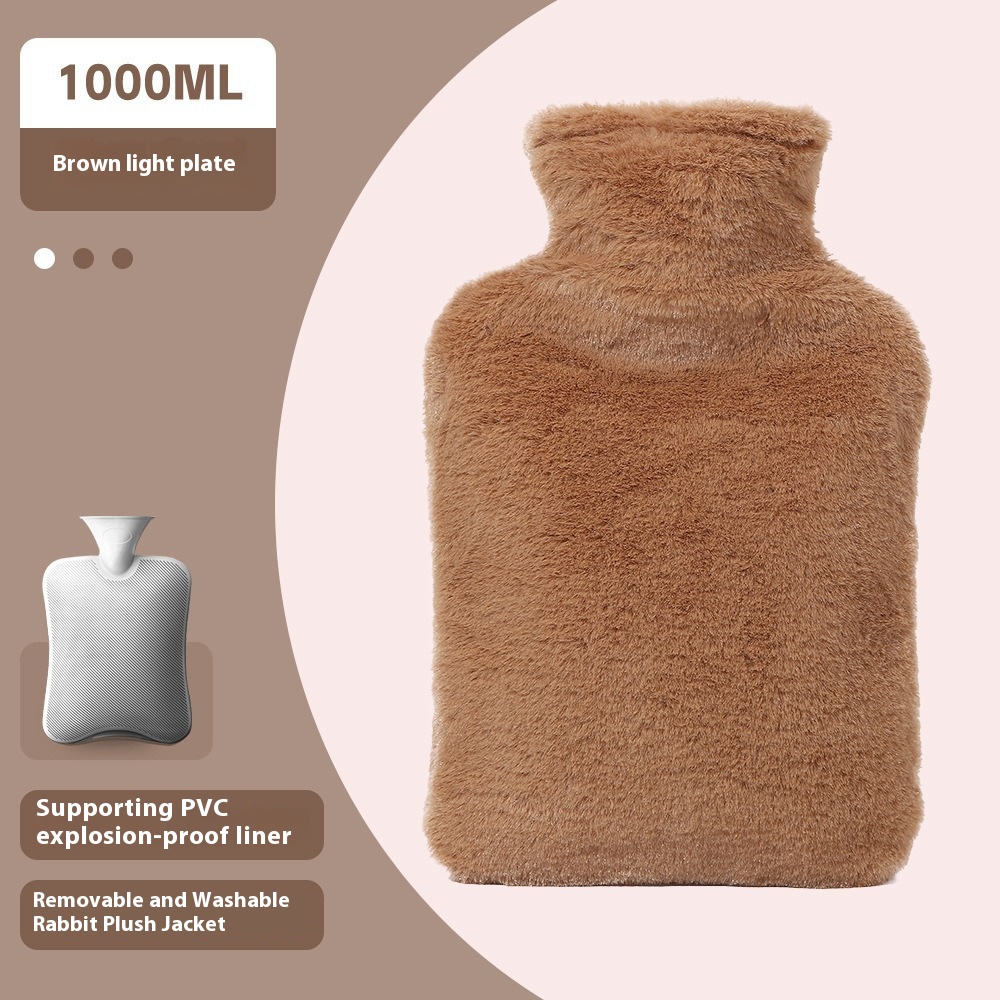 1000ML
Brown light plate
Supporting PVC
explosion-proof liner
Removable and Washable
Rabbit Plush Jacket